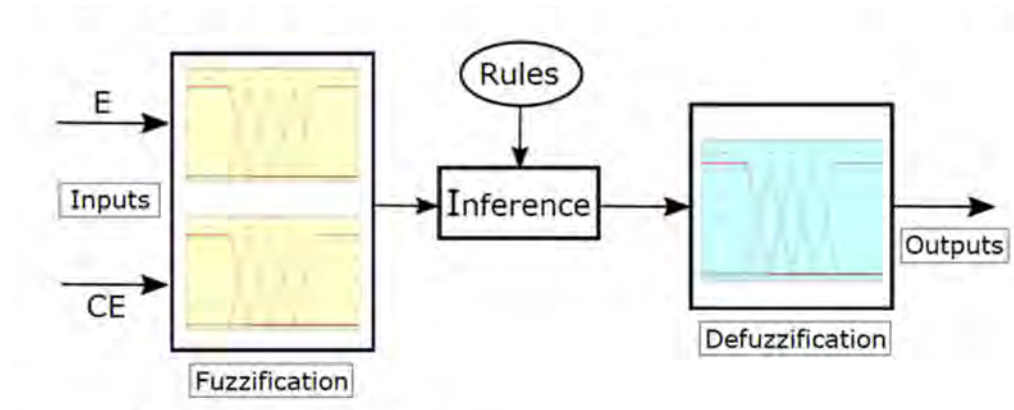 E
Inputs
CE
Fuzzification
Rules
Inference
Defuzzification
Outputs